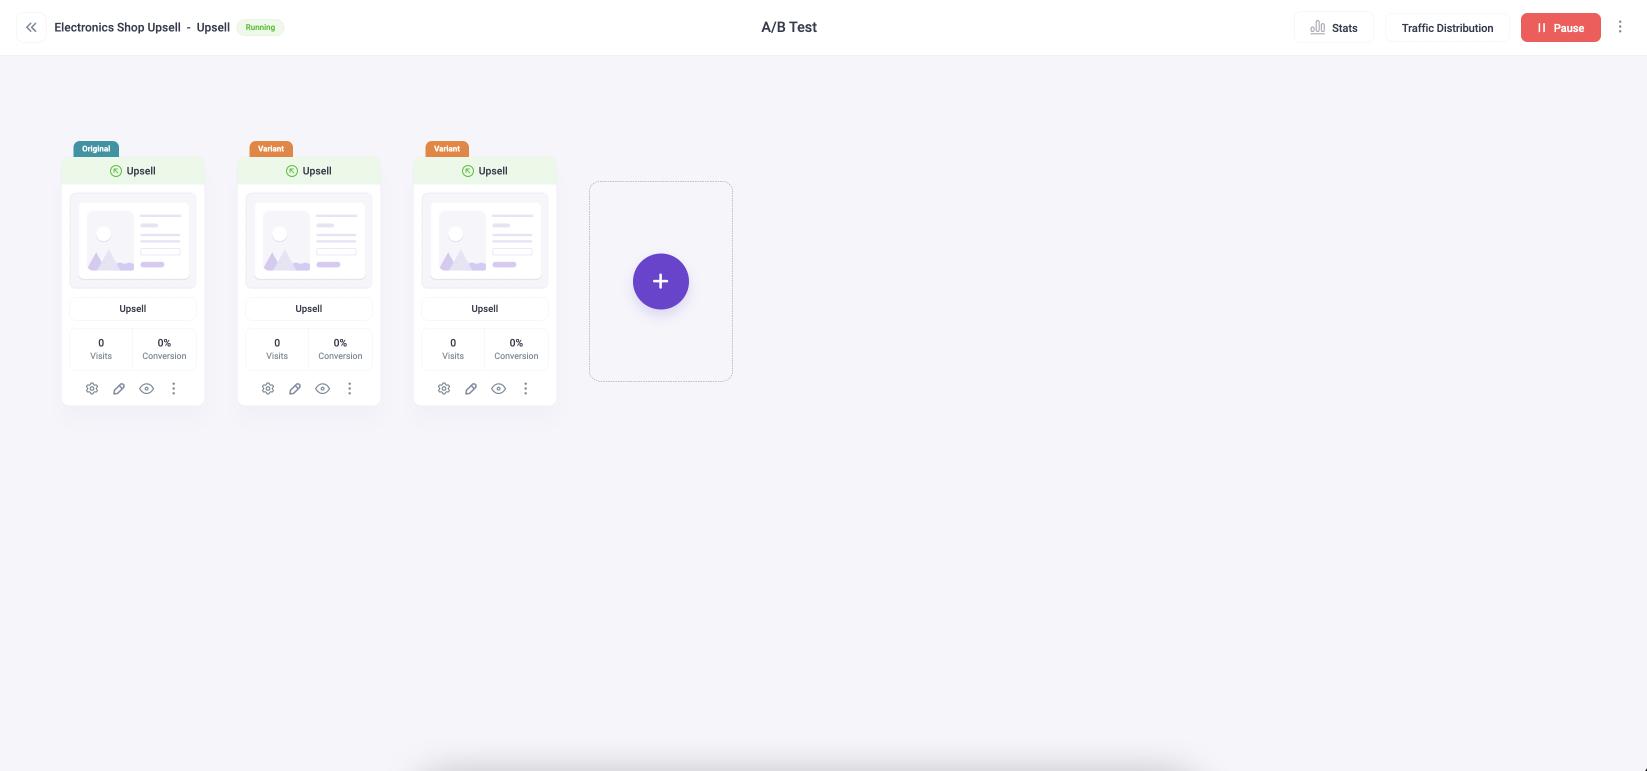 Electronics Shop Upsell - Upsell Running
A/B Test
Stats
Traffic Distribution
Pause
Original
Upsell
Upsell
0 Visits
0% Conversion
Variant
Upsell
Upsell
0 Visits
0% Conversion
Variant
Upsell
Upsell
0 Visits
0% Conversion